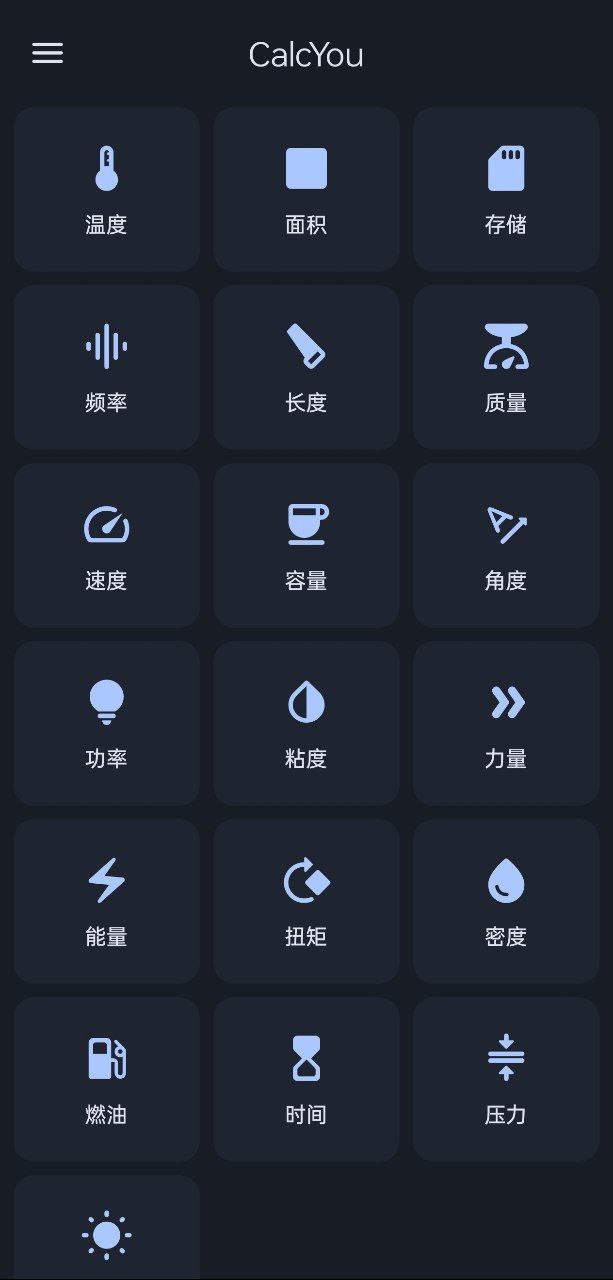 CalcYou
温度
面积
存储
频率
长度
质量
速度
容量
角度
功率
粘度
力量
能量
扭矩
密度
燃油
时间
压力